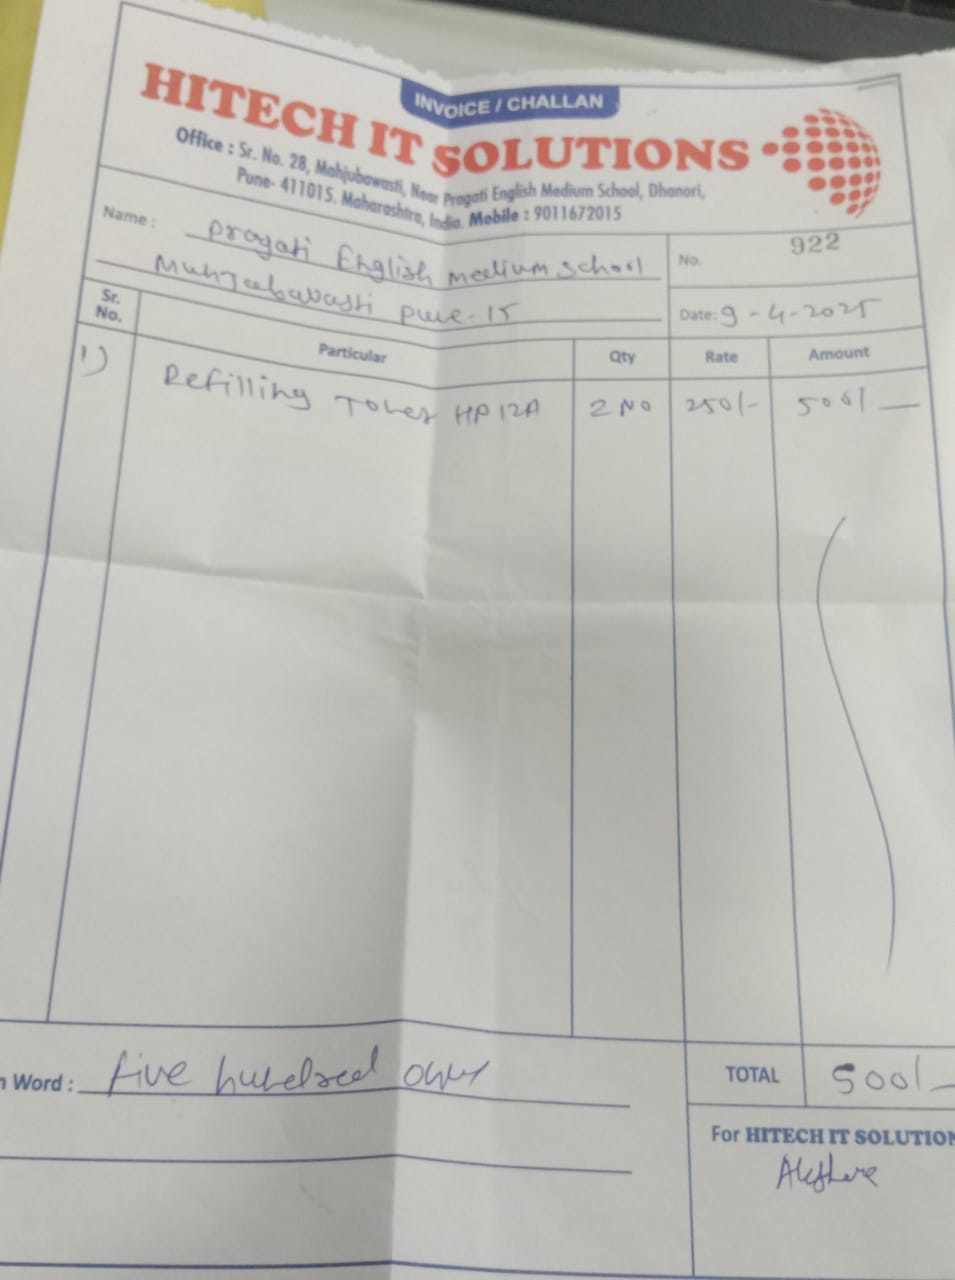 INVOICE / CHALLAN
HITECH IT SOLUTIONS
Office : Sr. No. 28, Mahjubawasti, Near Pragati English Medium School, Dhanori,
Pune- 411015. Maharashtra, India. Mobile : 9011672015
Name : Pragati English medium school
No. 922
pune-15
Date: 9-4-2025
Sr. No. Particular Qty Rate Amount
1) Refilling Toner HP 12A 2 No 250/- 500/-
n Word : five hundred only
TOTAL 500/-
For HITECH IT SOLUTION